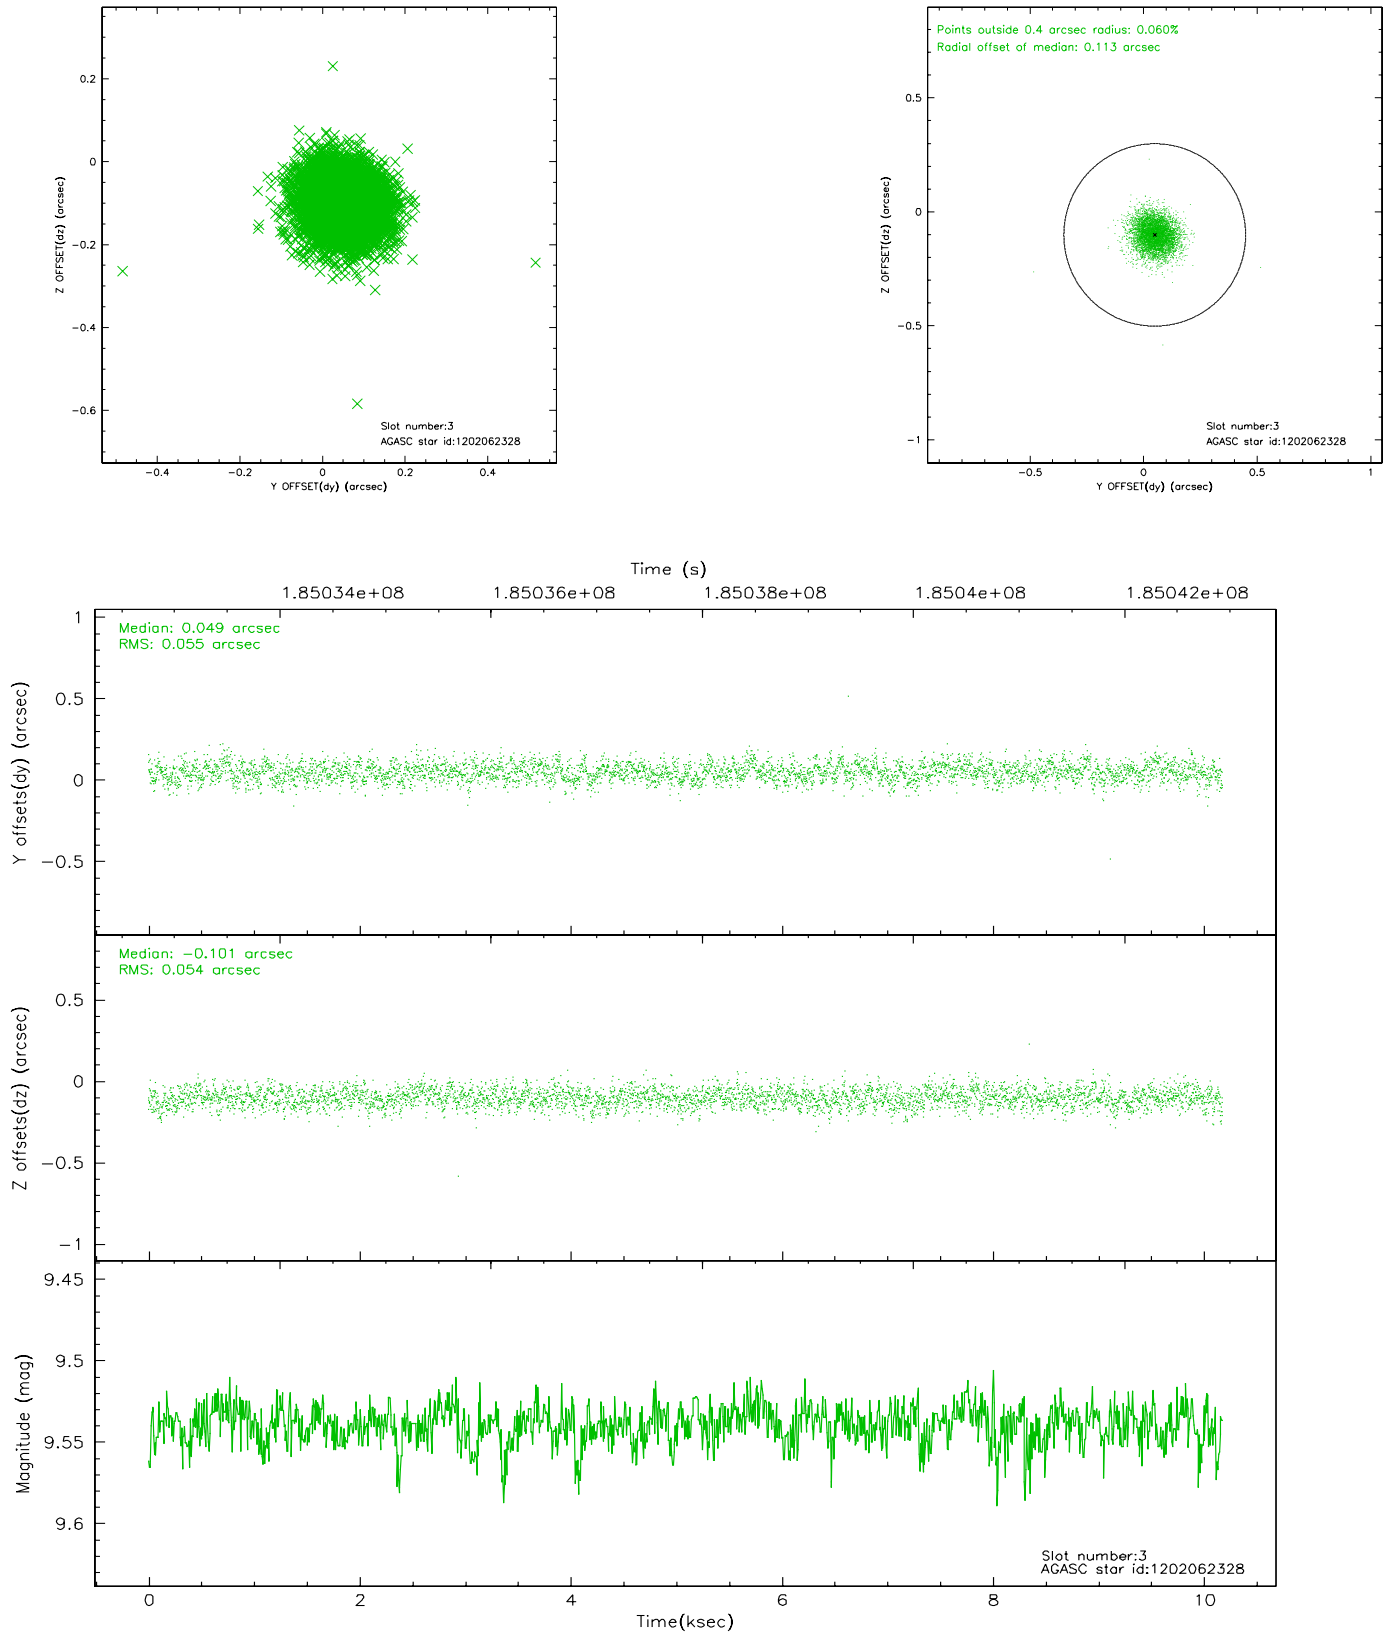 0.2
0
-0.2
-0.4
-0.6
Z OFFSET(dz) (arcsec)
Slot number:3
AGASC star id:1202062328
-0.4 -0.2 0 0.2 0.4
Y OFFSET(dy) (arcsec)
Points outside 0.4 arcsec radius: 0.060%
Radial offset of median: 0.113 arcsec
0.5
0
-0.5
-1
Z OFFSET(dz) (arcsec)
Slot number:3
AGASC star id:1202062328
-0.5 0 0.5 1
Y OFFSET(dy) (arcsec)
Time (s)
1.85034e+08 1.85036e+08 1.85038e+08 1.8504e+08 1.85042e+08
Median: 0.049 arcsec
RMS: 0.055 arcsec
1
0.5
0
-0.5
Y offsets(dy) (arcsec)
Median: -0.101 arcsec
RMS: 0.054 arcsec
0.5
0
-0.5
-1
Z offsets(dz) (arcsec)
9.45
9.5
9.55
9.6
Magnitude (mag)
Slot number:3
AGASC star id:1202062328
0 2 4 6 8 10
Time(ksec)